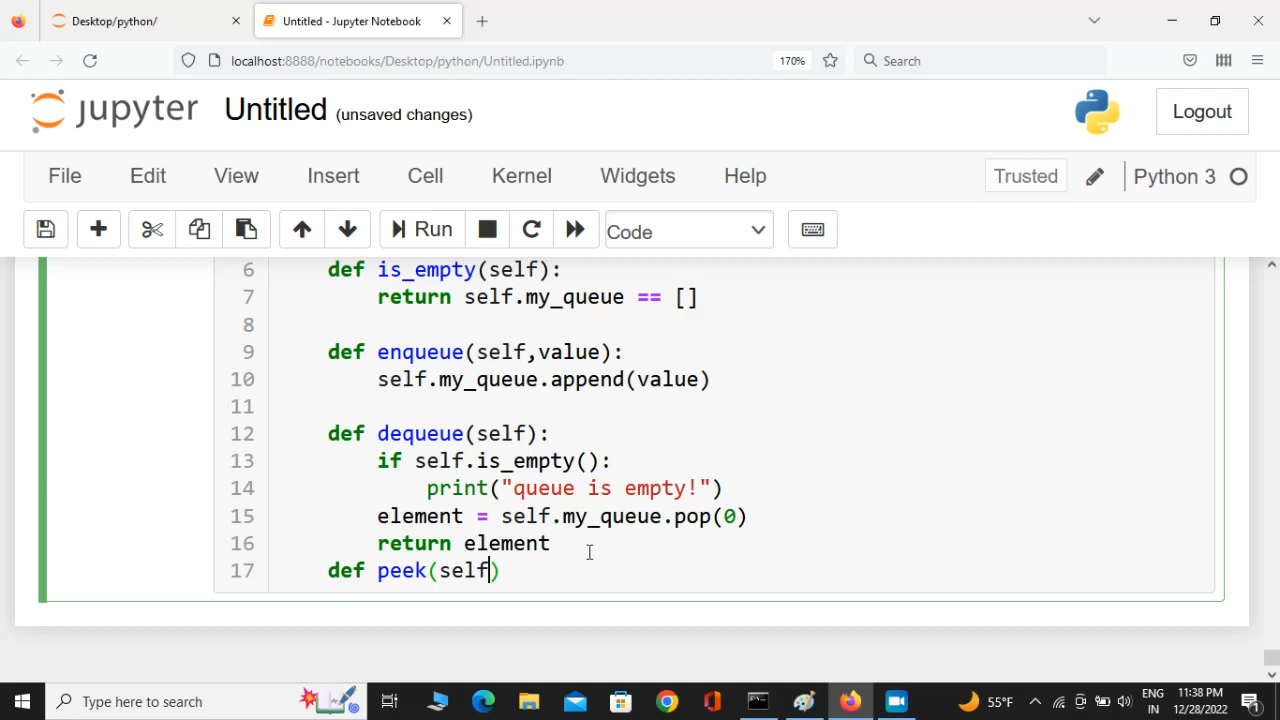 Desktop/python/
Untitled - Jupyter Notebook
localhost:8888/notebooks/Desktop/python/Untitled.ipynb
170%
Search
jupyter Untitled (unsaved changes)
Logout
File Edit View Insert Cell Kernel Widgets Help
Trusted
Python 3
Run
Code
6 def is_empty(self):
7 return self.my_queue == []
8
9 def enqueue(self,value):
10 self.my_queue.append(value)
11
12 def dequeue(self):
13 if self.is_empty():
14 print("queue is empty!")
15 element = self.my_queue.pop(0)
16 return element
17 def peek(self)
Type here to search
55°F
ENG
IN
11:38 PM
12/28/2022
1